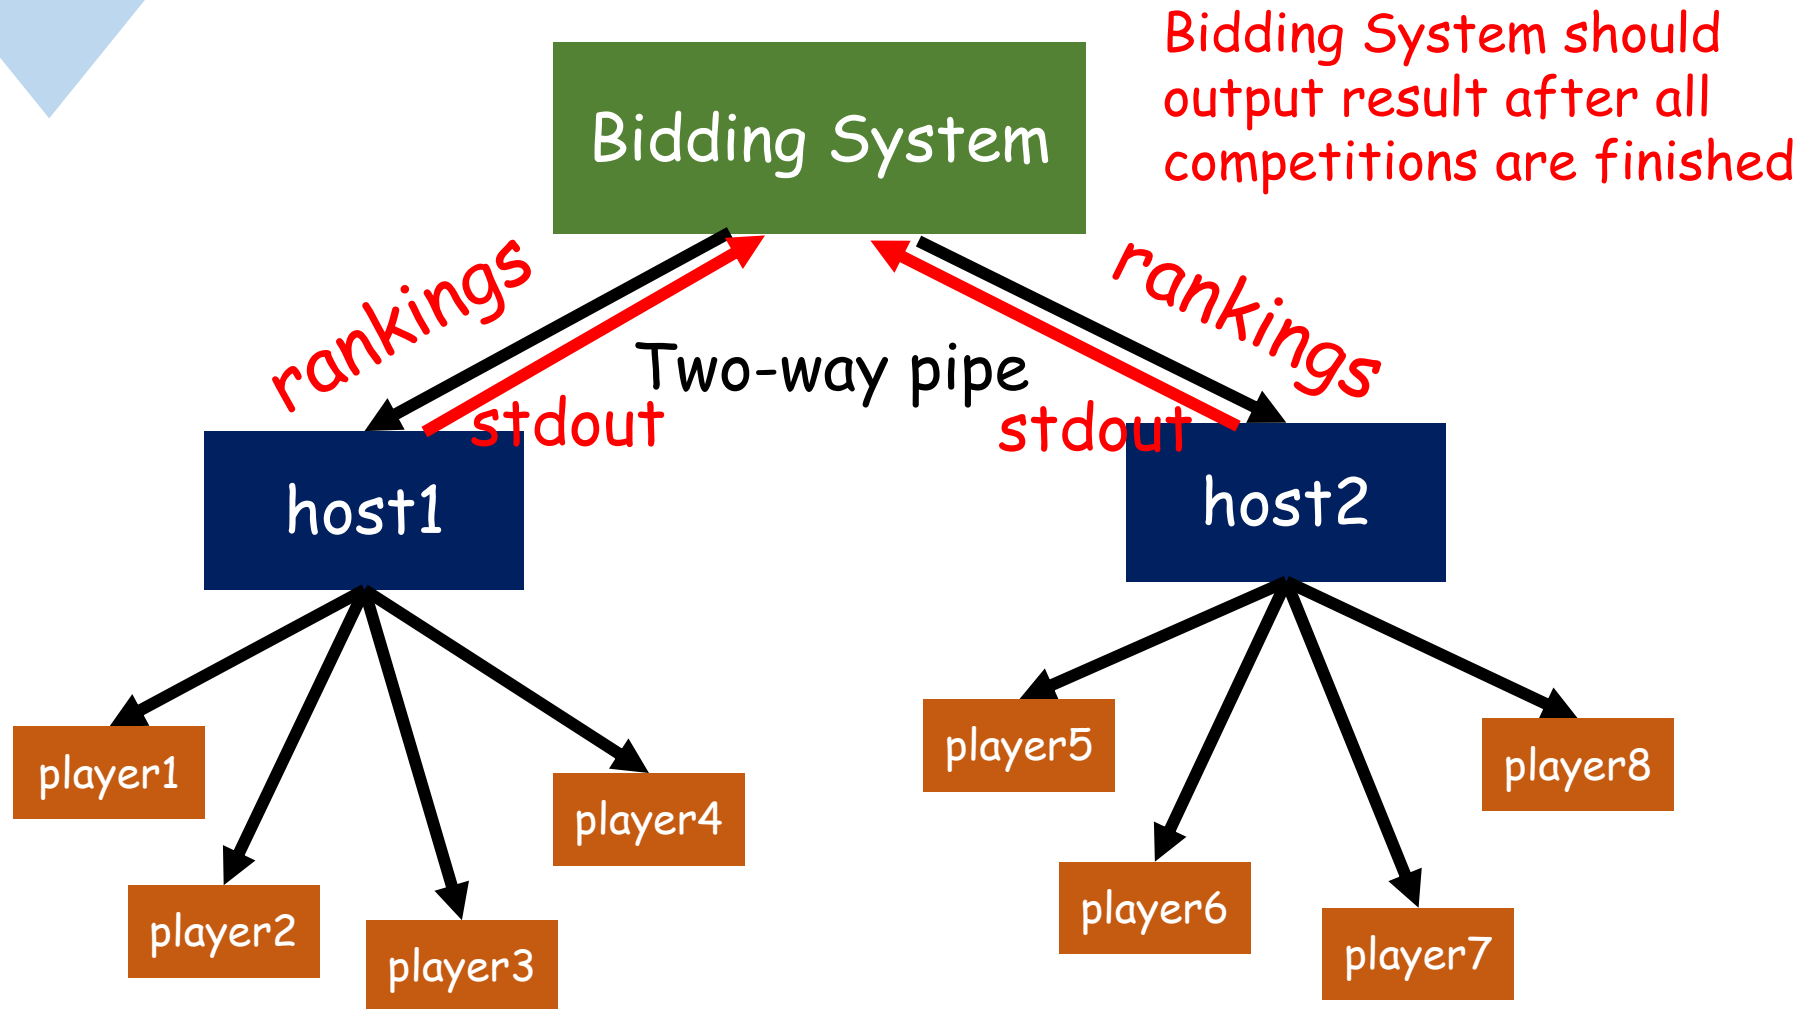 Bidding System should
output result after all
competitions are finished
Bidding System
rankings
rankings
Two-way pipe
stdout
stdout
host1
host2
player1
player2
player3
player4
player5
player6
player7
player8